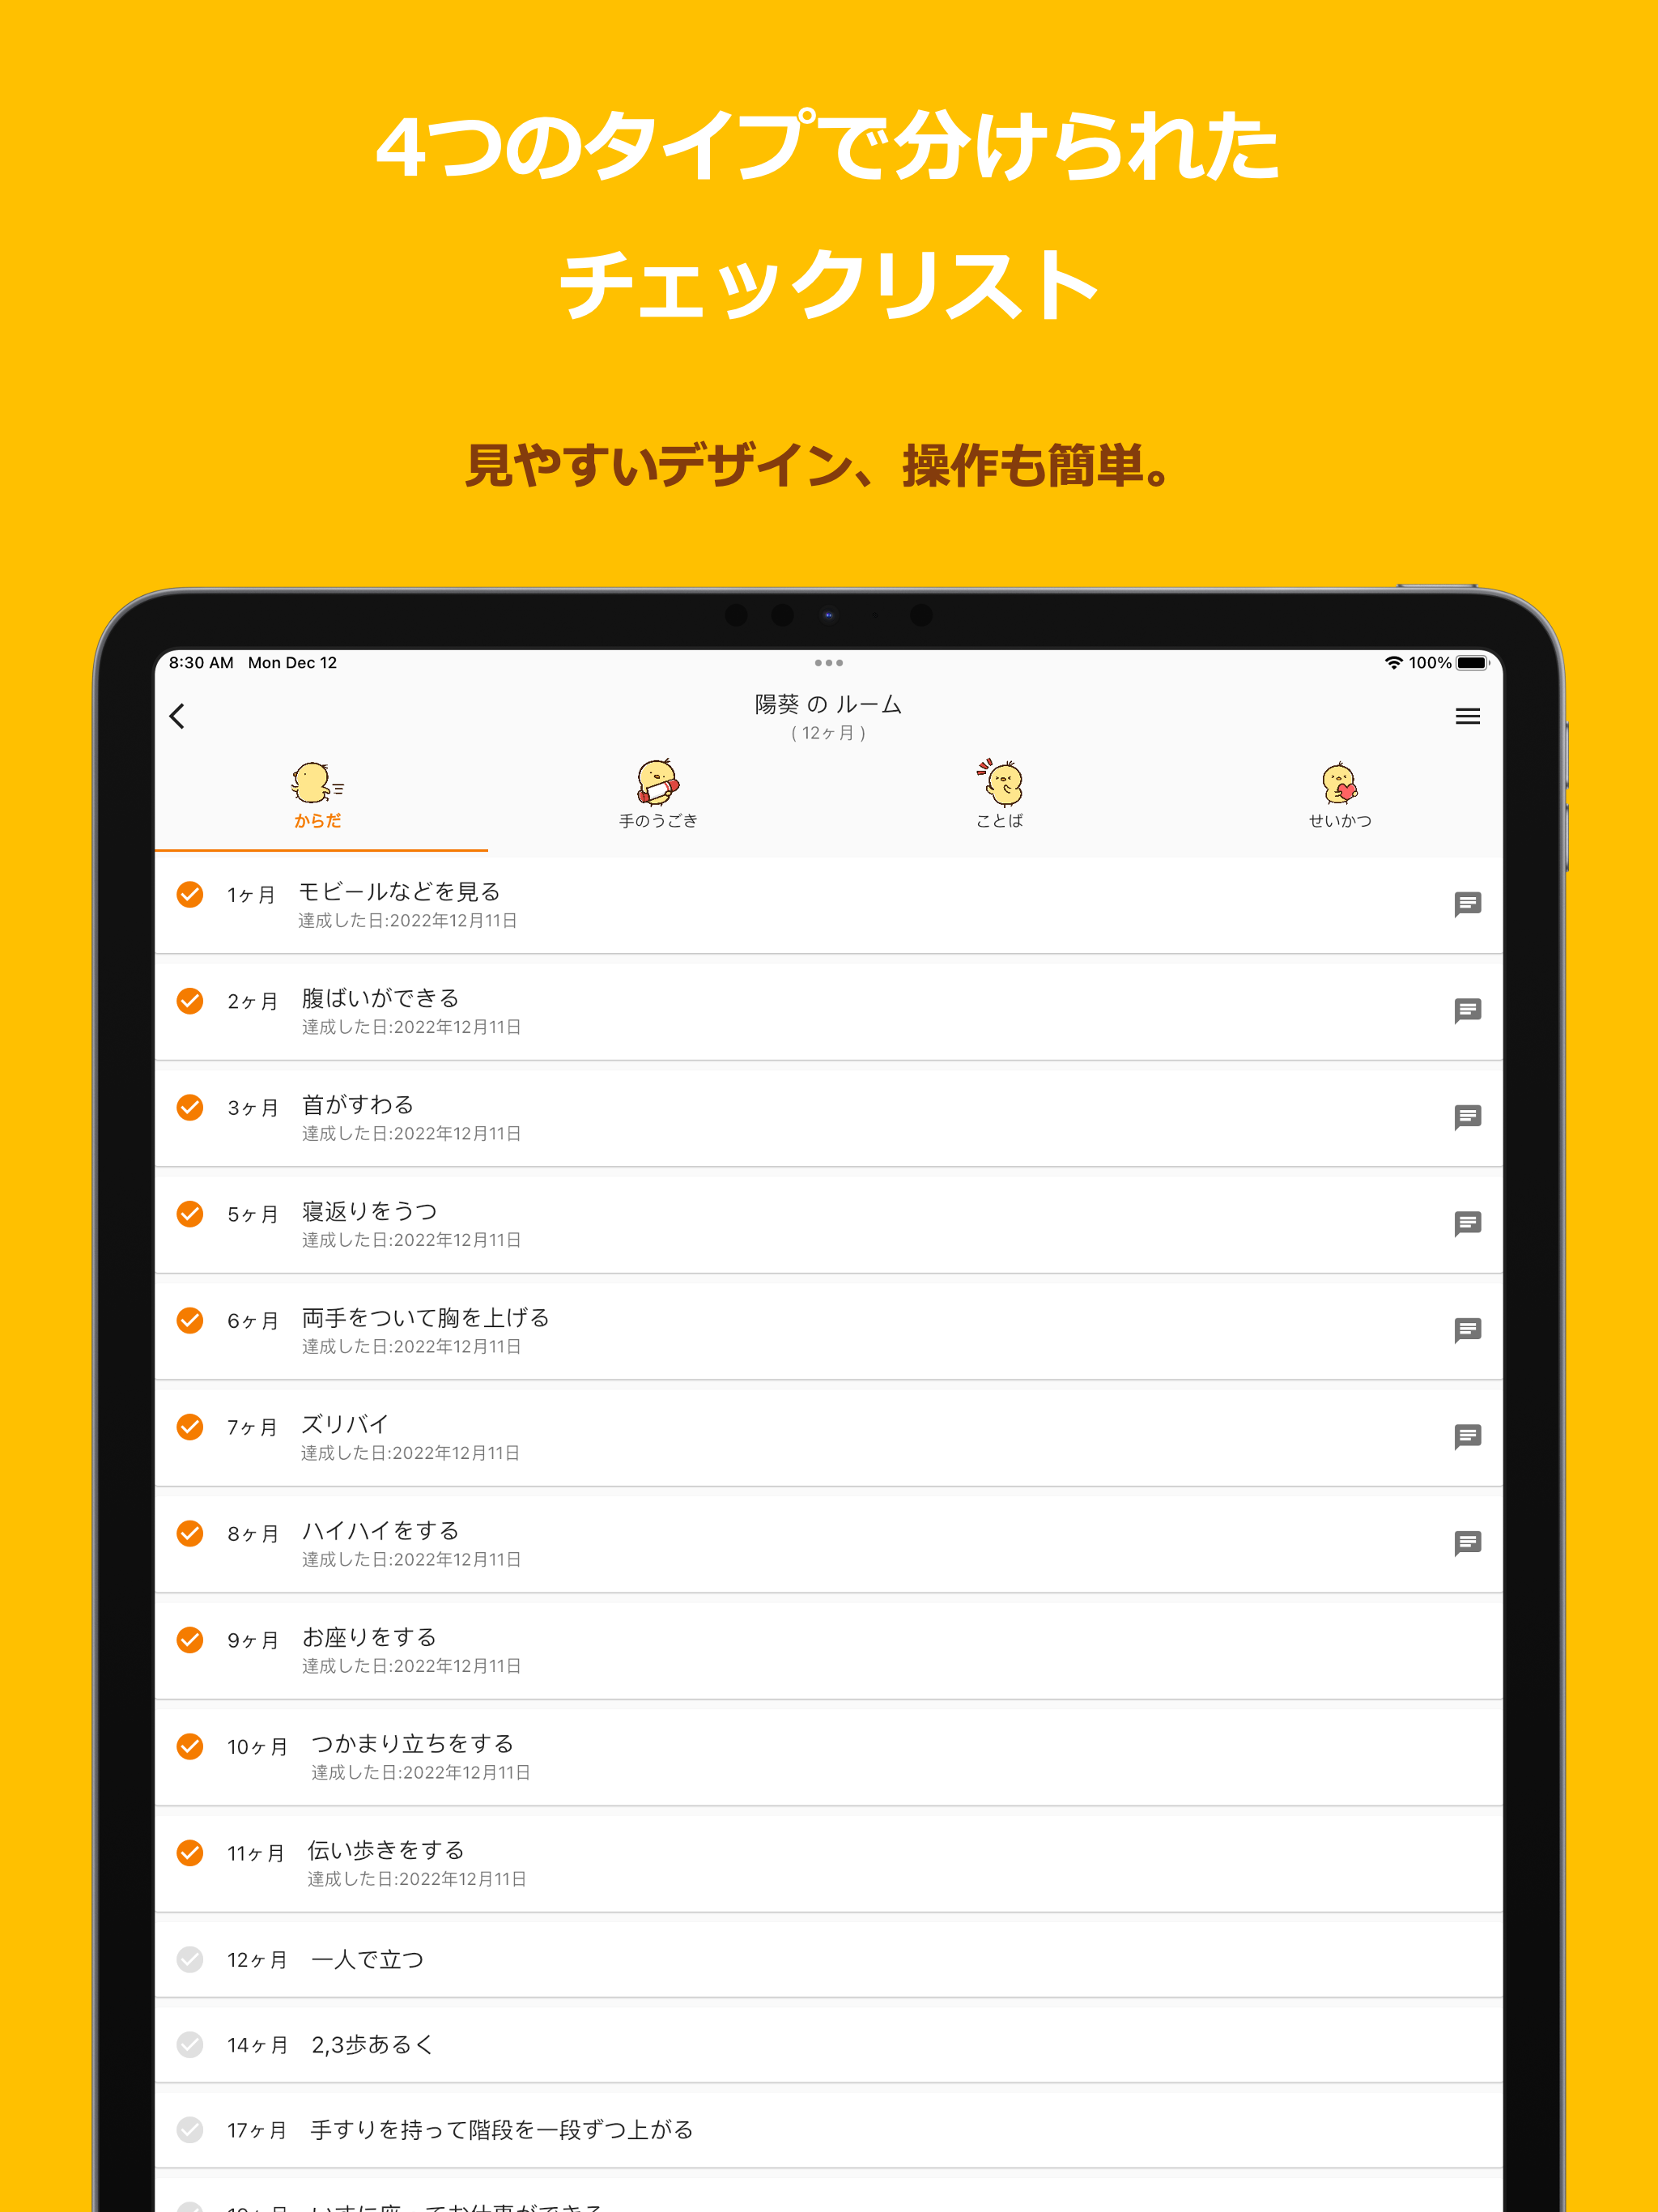 4つのタイプで分けられた
チェックリスト
見やすいデザイン、操作も簡単。
8:30 AM Mon Dec 12
100%
陽葵 の ルーム
( 12ヶ月 )
からだ
手のうごき
ことば
せいかつ
1ヶ月 モビールなどを見る
達成した日:2022年12月11日
2ヶ月 腹ばいができる
達成した日:2022年12月11日
3ヶ月 首がすわる
達成した日:2022年12月11日
5ヶ月 寝返りをうつ
達成した日:2022年12月11日
6ヶ月 両手をついて胸を上げる
達成した日:2022年12月11日
7ヶ月 ズリバイ
達成した日:2022年12月11日
8ヶ月 ハイハイをする
達成した日:2022年12月11日
9ヶ月 お座りをする
達成した日:2022年12月11日
10ヶ月 つかまり立ちをする
達成した日:2022年12月11日
11ヶ月 伝い歩きをする
達成した日:2022年12月11日
12ヶ月 一人で立つ
14ヶ月 2,3歩あるく
17ヶ月 手すりを持って階段を一段ずつ上がる
いすに座ってお仕事ができる